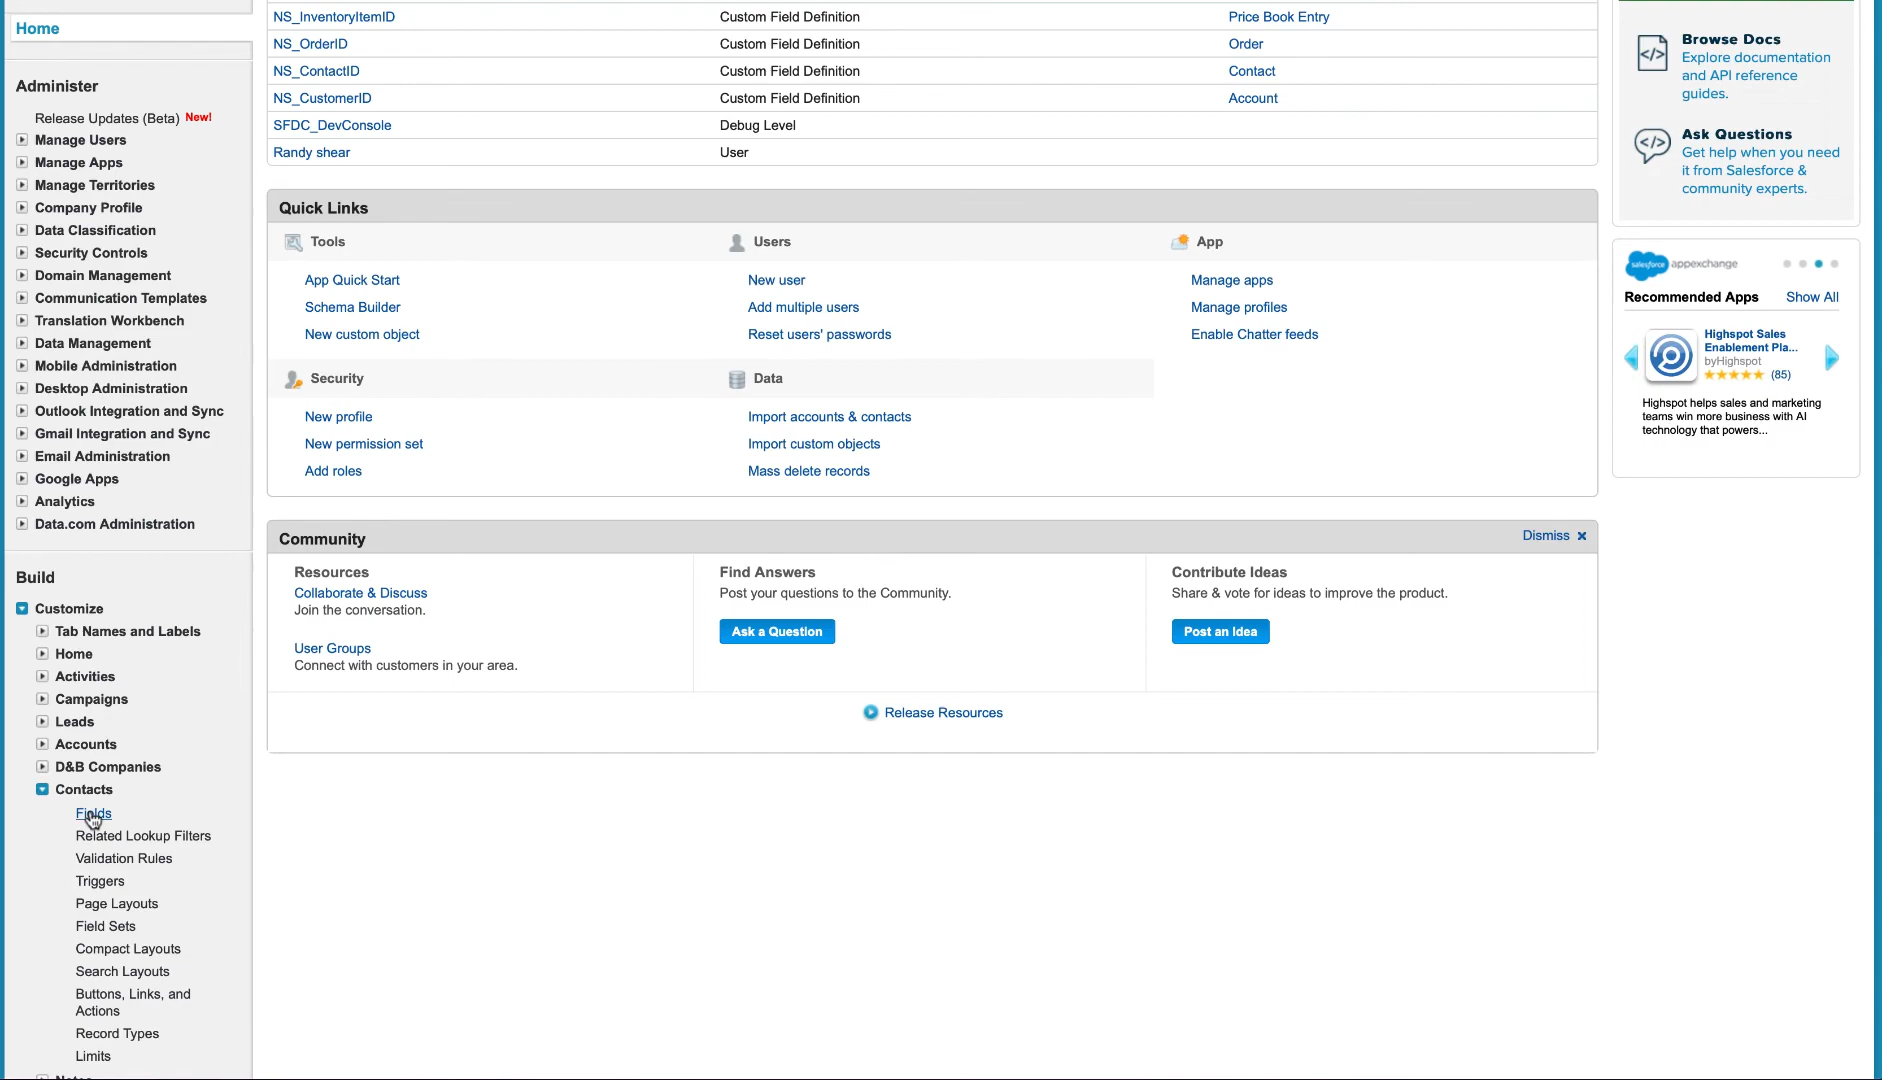 Home
Administer
Release Updates (Beta) New!
Manage Users
Manage Apps
Manage Territories
Company Profile
Data Classification
Security Controls
Domain Management
Communication Templates
Translation Workbench
Data Management
Mobile Administration
Desktop Administration
Outlook Integration and Sync
Gmail Integration and Sync
Email Administration
Google Apps
Analytics
Data.com Administration
Build
Customize
Tab Names and Labels
Home
Activities
Campaigns
Leads
Accounts
D&B Companies
Contacts
Fields
Related Lookup Filters
Validation Rules
Triggers
Page Layouts
Field Sets
Compact Layouts
Search Layouts
Buttons, Links, and
Actions
Record Types
Limits
NS_InventoryItemID Custom Field Definition Price Book Entry
NS_OrderID Custom Field Definition Order
NS_ContactID Custom Field Definition Contact
NS_CustomerID Custom Field Definition Account
SFDC_DevConsole Debug Level
Randy shear User
Quick Links
Tools Users App
App Quick Start New user Manage apps
Schema Builder Add multiple users Manage profiles
New custom object Reset users' passwords Enable Chatter feeds
Security Data
New profile Import accounts & contacts
New permission set Import custom objects
Add roles Mass delete records
Community Dismiss
Resources
Collaborate & Discuss
Join the conversation.
User Groups
Connect with customers in your area.
Find Answers
Post your questions to the Community.
Ask a Question
Contribute Ideas
Share & vote for ideas to improve the product.
Post an Idea
Release Resources
Browse Docs
Explore documentation
and API reference
guides.
Ask Questions
Get help when you need
it from Salesforce &
community experts.
salesforce appexchange
Recommended Apps Show All
Highspot Sales
Enablement Pla...
byHighspot
(85)
Highspot helps sales and marketing
teams win more business with AI
technology that powers...